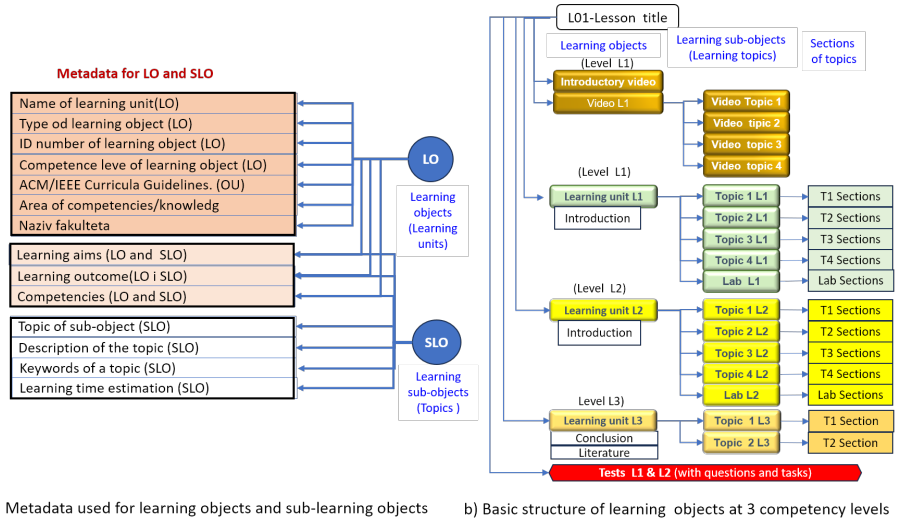 Metadata for LO and SLO
Name of learning unit(LO)
Type od learning object (LO)
ID number of learning object (LO)
Competence leve of learning object (LO)
ACM/IEEE Curricula Guidelines. (OU)
Area of competencies/knowledg
Naziv fakulteta
Learning aims (LO and SLO)
Learning outcome(LO i SLO)
Competencies (LO and SLO)
Topic of sub-object (SLO)
Description of the topic (SLO)
Keywords of a topic (SLO)
Learning time estimation (SLO)
LO
Learning
objects
(Learning
units)
SLO
Learning
sub-objects
(Topics )
Metadata used for learning objects and sub-learning objects
L01-Lesson title
Learning objects
Learning sub-objects
(Learning topics)
Sections
of topics
(Level L1)
Introductory video
Video L1
Video Topic 1
Video tipic 2
Video topic 3
Video topic 4
(Level L1)
Learning unit L1
Introduction
Topic 1 L1
T1 Sections
Topic 2 L1
T2 Sections
Topic 3 L1
T3 Sections
Topic 4 L1
T4 Sections
Lab L1
Lab Sections
(Level L2)
Learning unit L2
Introduction
Topic 1 L2
T1 Sections
Topic 2 L2
T2 Sections
Topic 3 L2
T3 Sections
Topic 4 L2
T4 Sections
Lab L2
Lab Sections
Level L3)
Learning unit L3
Conclusion
Literature
Topic 1 L3
T1 Section
Topic 2 L3
T2 Section
Tests L1 & L2 (with questions and tasks)
b) Basic structure of learning objects at 3 competency levels